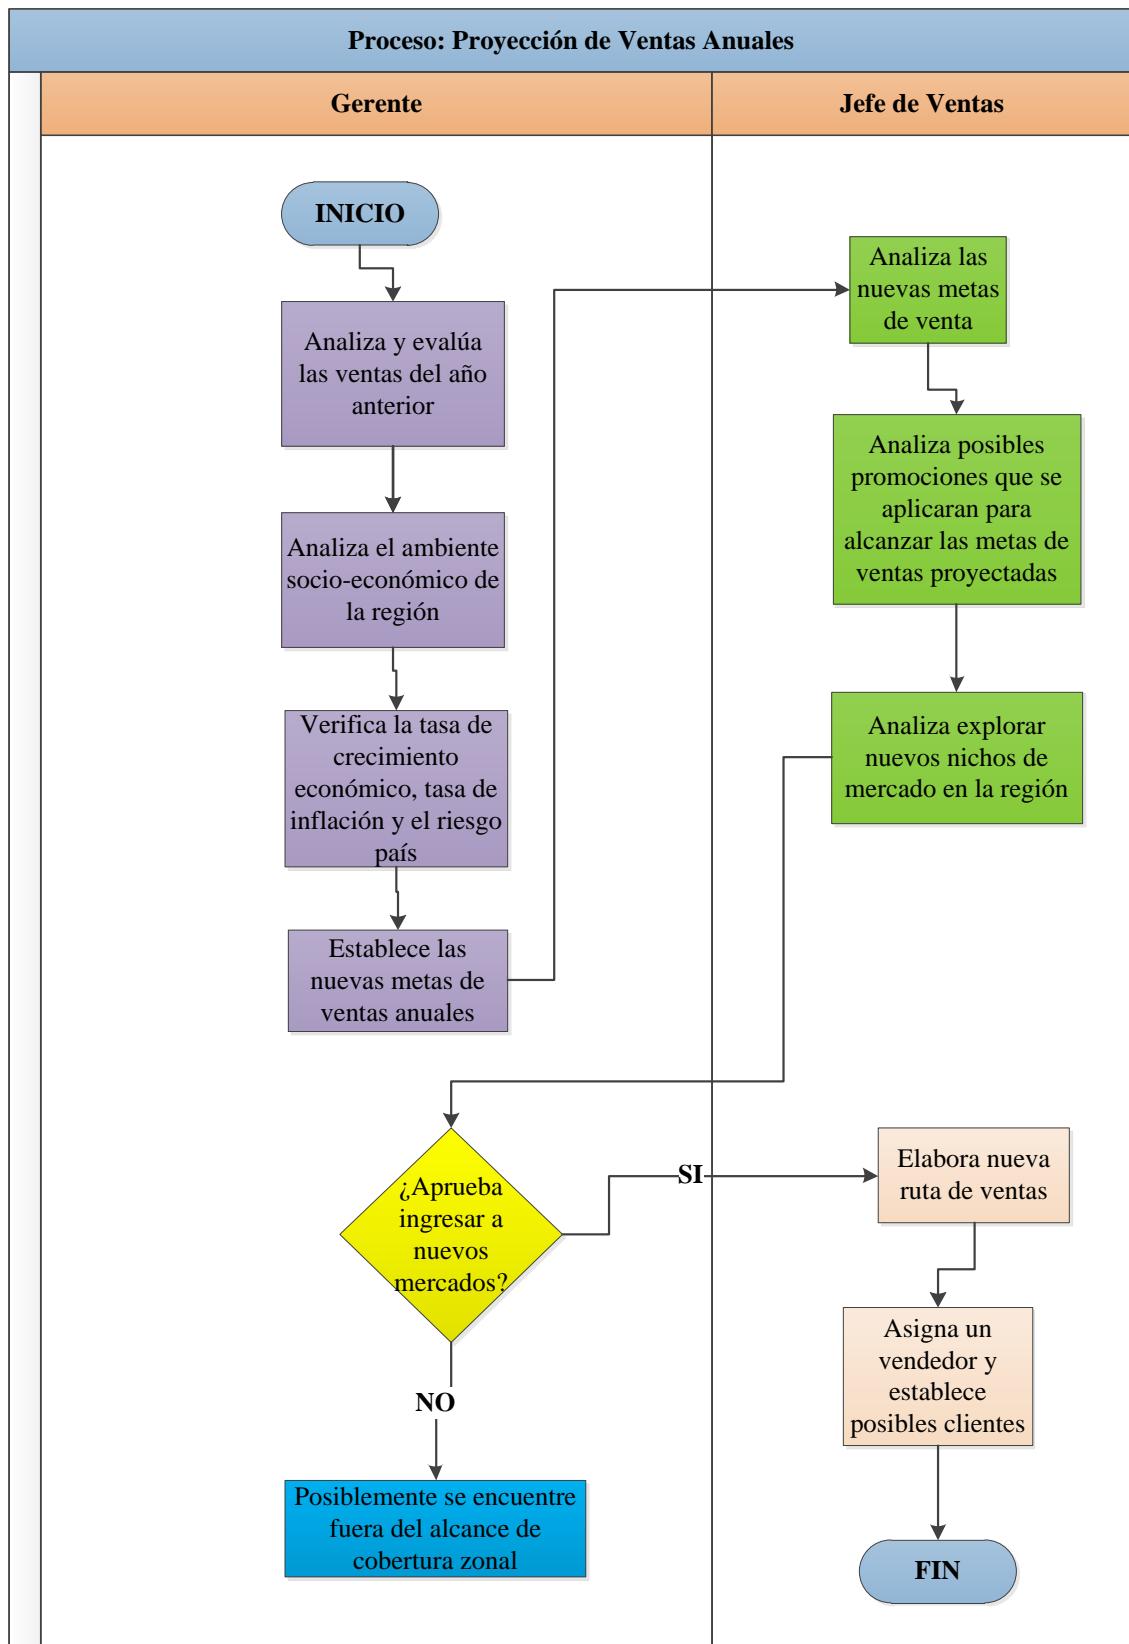 Proceso: Proyección de Ventas Anuales
Gerente
Jefe de Ventas
INICIO
Analiza y evalúa
las ventas del año
anterior
Analiza el ambiente
socio-económico de
la región
Verifica la tasa de
crecimiento
económico, tasa de
inflación y el riesgo
país
Establece las
nuevas metas de
ventas anuales
Analiza las
nuevas metas
de venta
Analiza posibles
promociones que se
aplicaran para
alcanzar las metas de
ventas proyectadas
Analiza explorar
nuevos nichos de
mercado en la región
¿Aprueba
ingresar a
nuevos
mercados?
SI
Elabora nueva
ruta de ventas
Asigna un
vendedor y
establece
posibles clientes
NO
Posiblemente se encuentre
fuera del alcance de
cobertura zonal
FIN